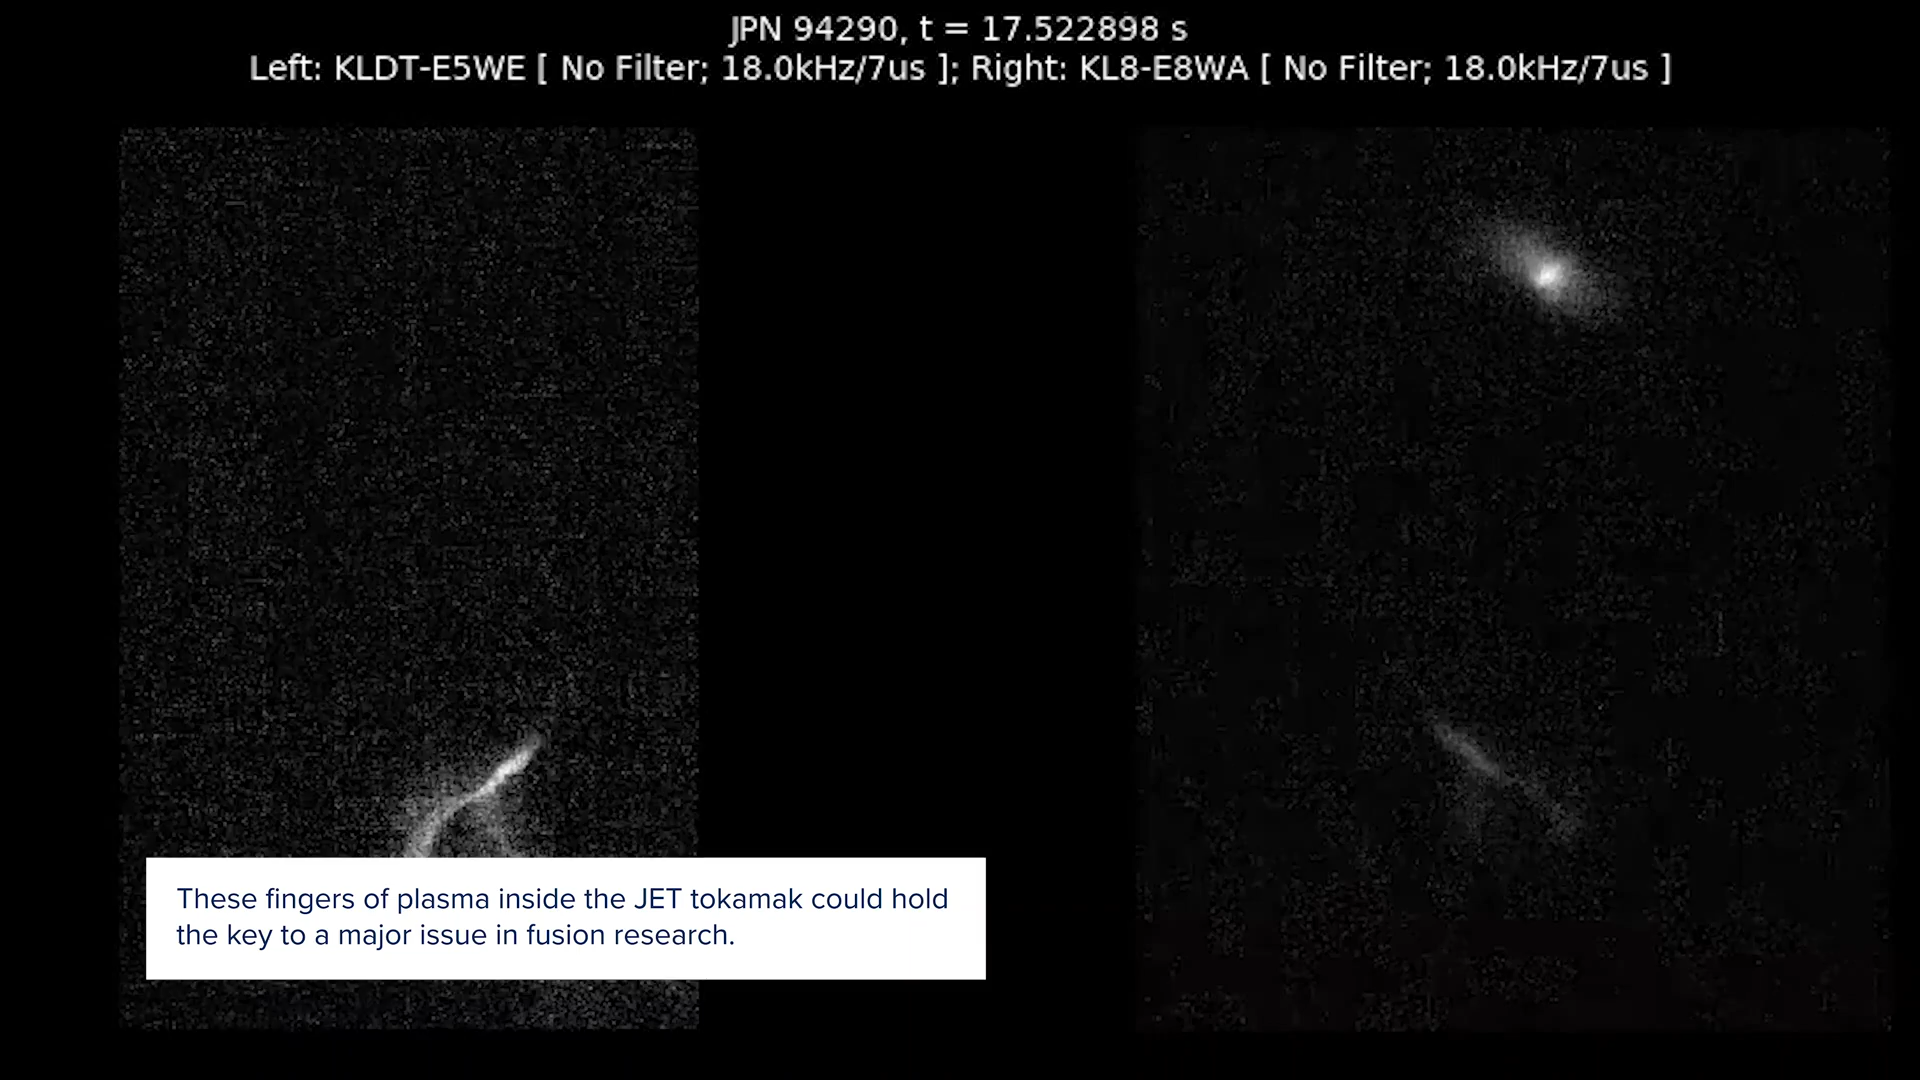 JPN 94290, t = 17.522898 s
Left: KLDT-E5WE [ No Filter; 18.0kHz/7us ]; Right: KL8-E8WA [ No Filter; 18.0kHz/7us ]
These fingers of plasma inside the JET tokamak could hold
the key to a major issue in fusion research.